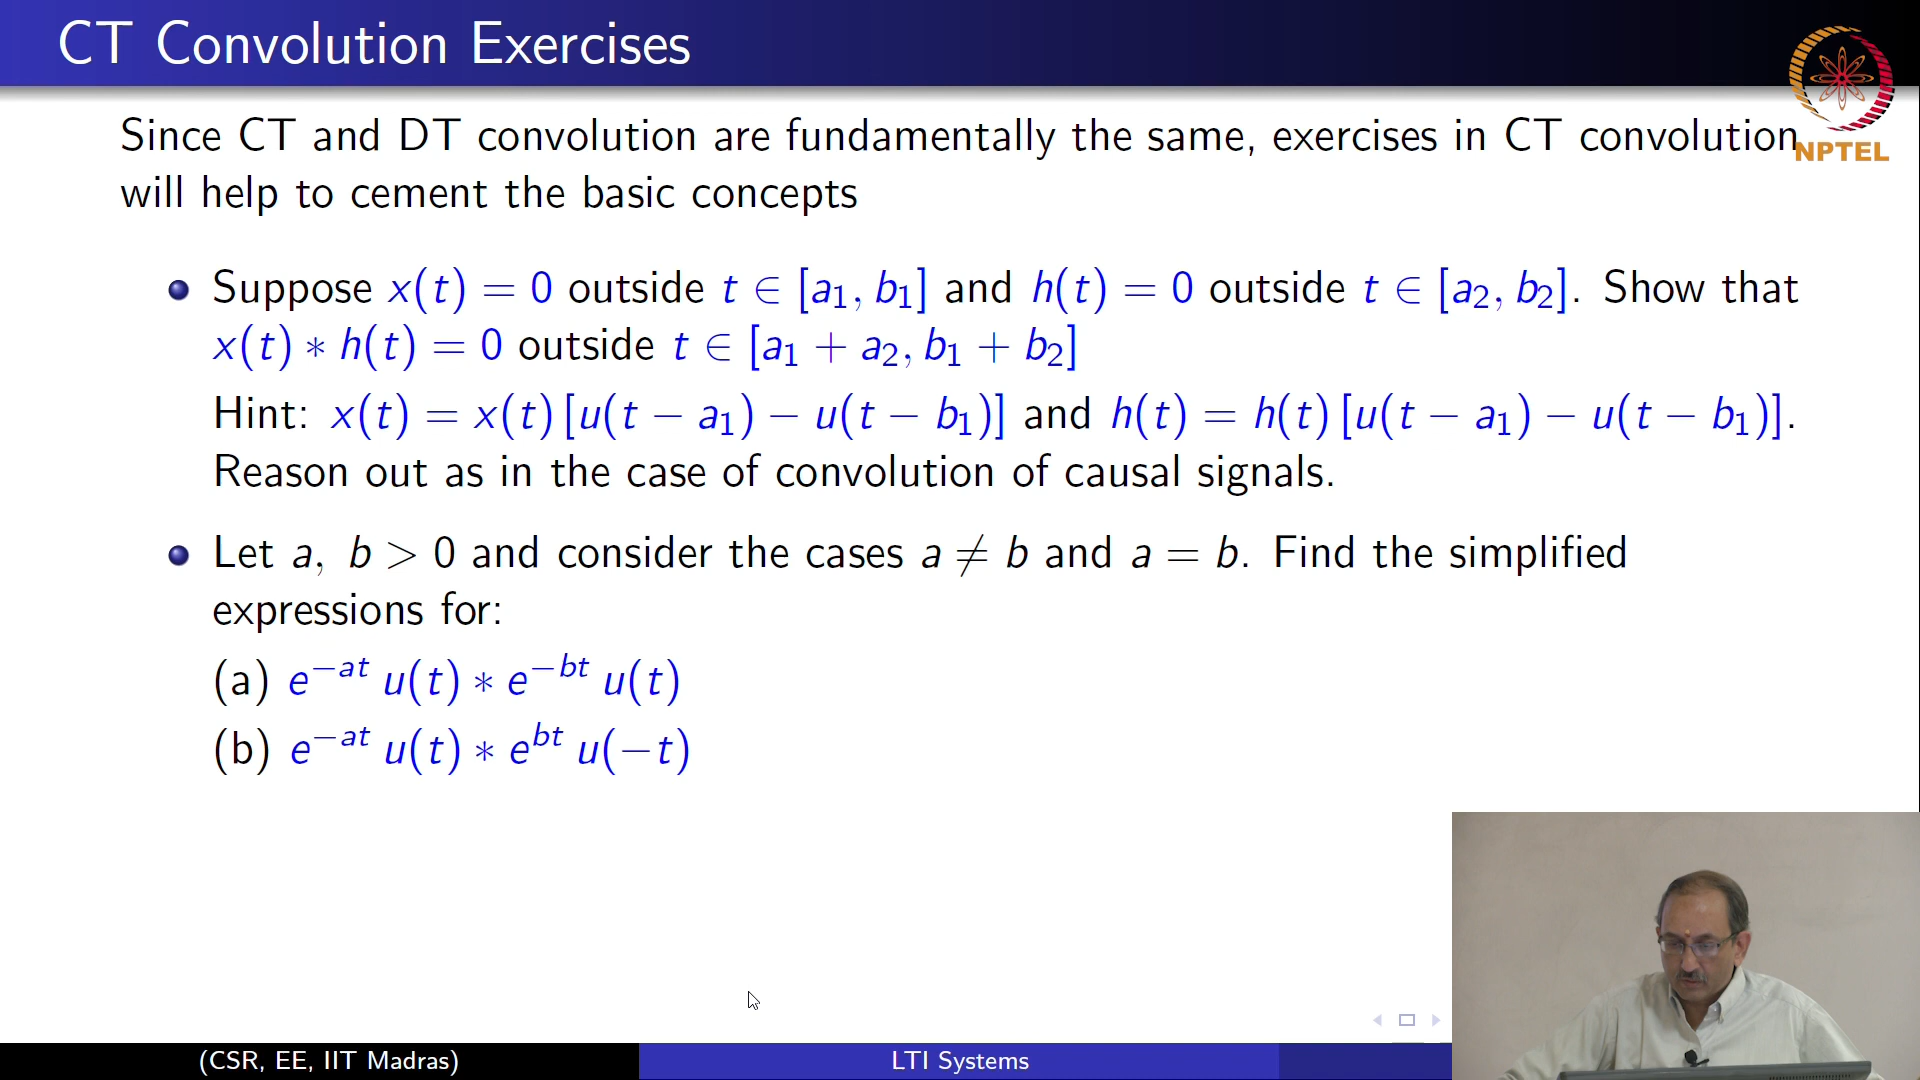 CT Convolution Exercises
NPTEL
Since CT and DT convolution are fundamentally the same, exercises in CT convolution
will help to cement the basic concepts
Suppose x(t) = 0 outside t ∈ [a₁, b₁] and h(t) = 0 outside t ∈ [a₂, b₂]. Show that
x(t) ∗ h(t) = 0 outside t ∈ [a₁ + a₂, b₁ + b₂]
Hint: x(t) = x(t) [u(t − a₁) − u(t − b₁)] and h(t) = h(t) [u(t − a₁) − u(t − b₁)].
Reason out as in the case of convolution of causal signals.
Let a, b > 0 and consider the cases a ≠ b and a = b. Find the simplified
expressions for:
(a) e^{−at} u(t) ∗ e^{−bt} u(t)
(b) e^{−at} u(t) ∗ e^{bt} u(−t)
(CSR, EE, IIT Madras)
LTI Systems